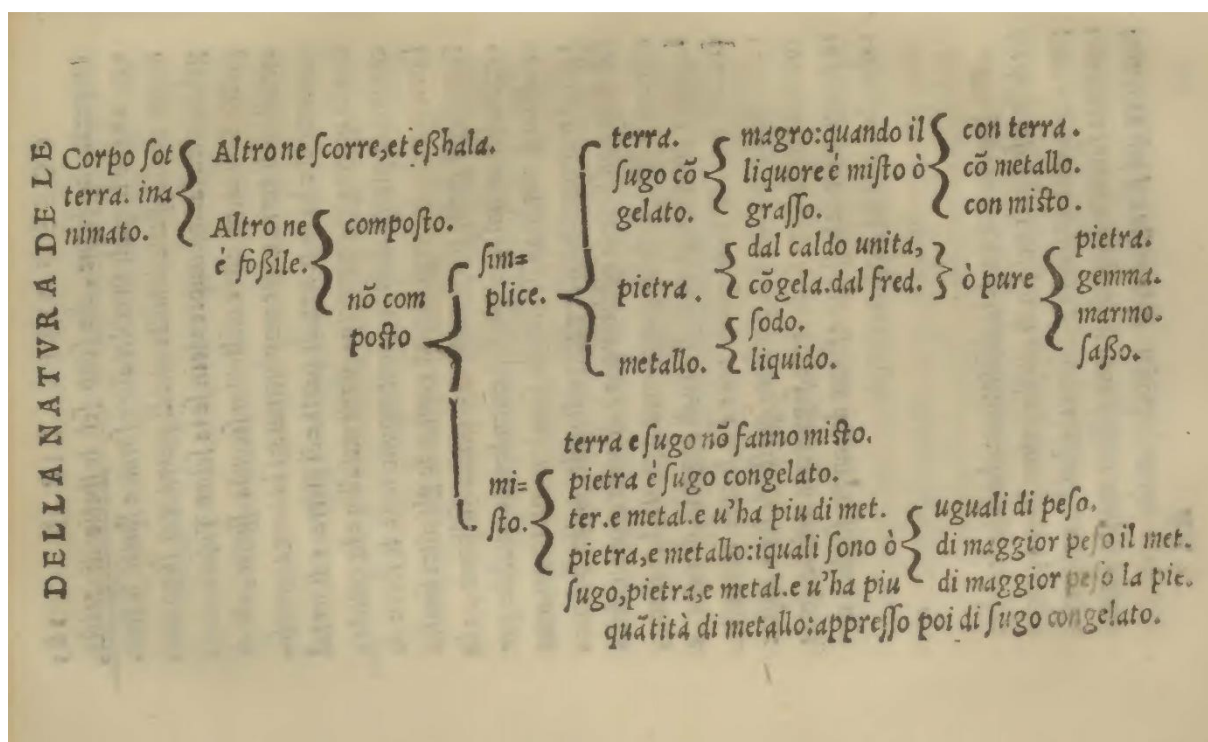 DELLA NATVRA DE LE
Corpo ſot
terra. ina
nimato.
Altro ne ſcorre, et eßhala.
Altro ne
è foßile.
compoſto.
nõ com
poſto
ſim=
plice.
terra.
ſugo cõ
gelato.
magro: quando il
liquore è miſto ò
graſſo.
con terra.
cõ metallo.
con miſto.
pietra.
dal caldo unita,
cõgela. dal fred.
ò pure
pietra.
gemma.
marmo.
ſaßo.
metallo.
ſodo.
liquido.
mi=
ſto.
terra e ſugo nõ fanno miſto.
pietra è ſugo congelato.
ter. e metal. e u'ha piu di met.
pietra, e metallo: iquali ſono ò
uguali di peſo.
di maggior peſo il met.
di maggior peſo la pie.
ſugo, pietra, e metal. e u'ha piu
quãtità di metallo: appreſſo poi di ſugo congelato.